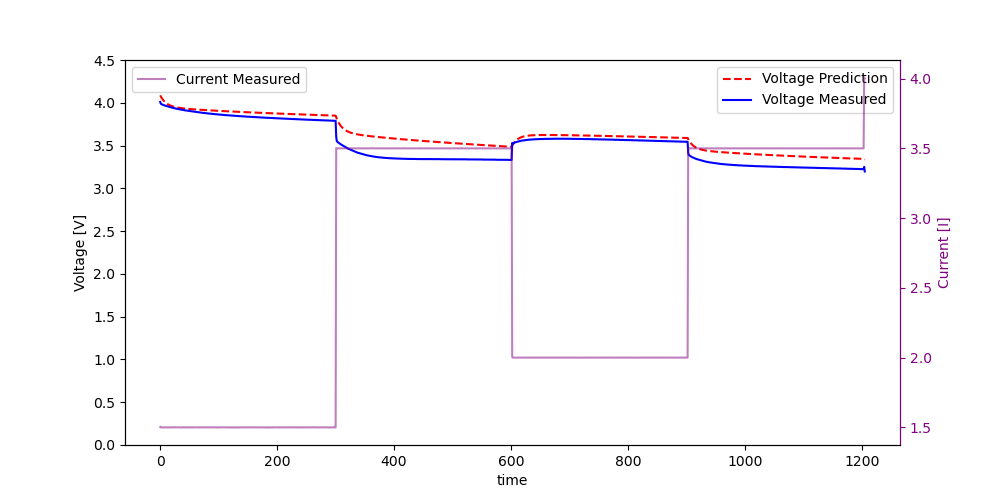 Current Measured
Voltage Prediction
Voltage Measured
Voltage [V]
4.5
4.0
3.5
3.0
2.5
2.0
1.5
1.0
0.5
0.0
0 200 400 600 800 1000 1200
time
4.0
3.5
3.0
2.5
2.0
1.5
Current [I]